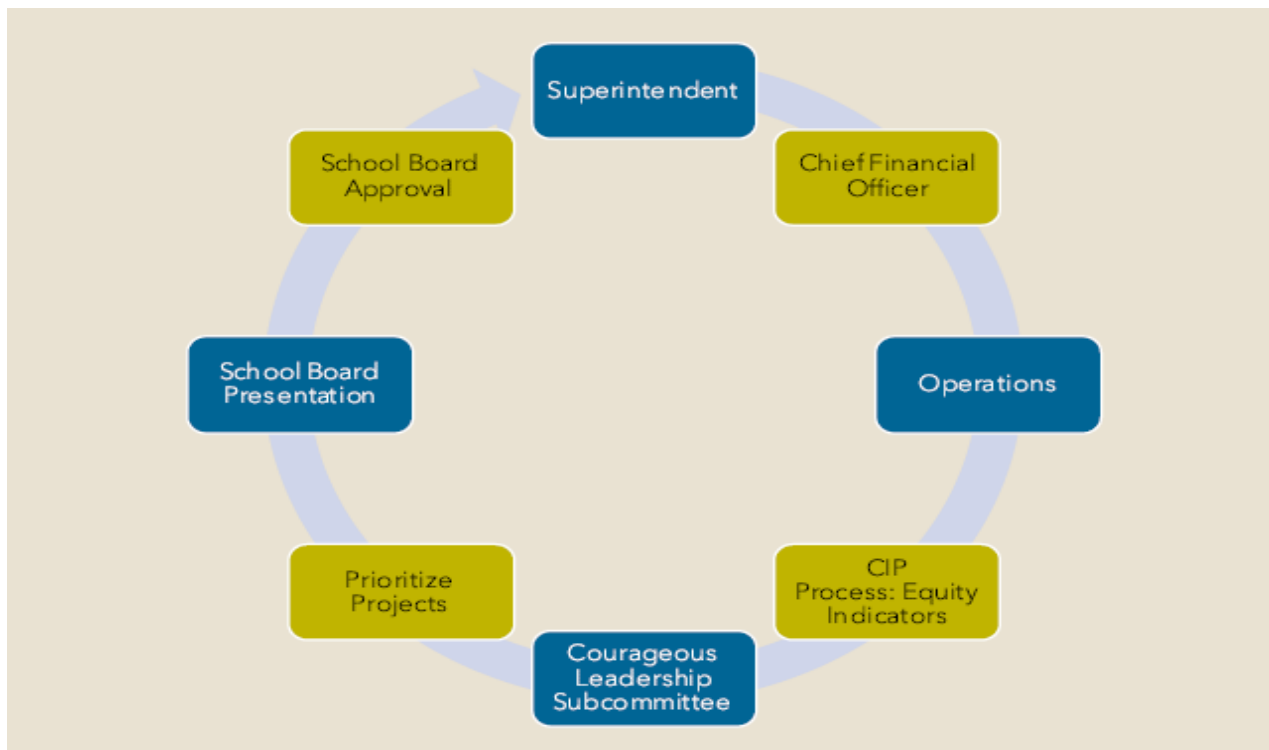 Superintendent
Chief Financial
Officer
Operations
CIP
Process: Equity
Indicators
Courageous
Leadership
Subcommittee
Prioritize
Projects
School Board
Presentation
School Board
Approval